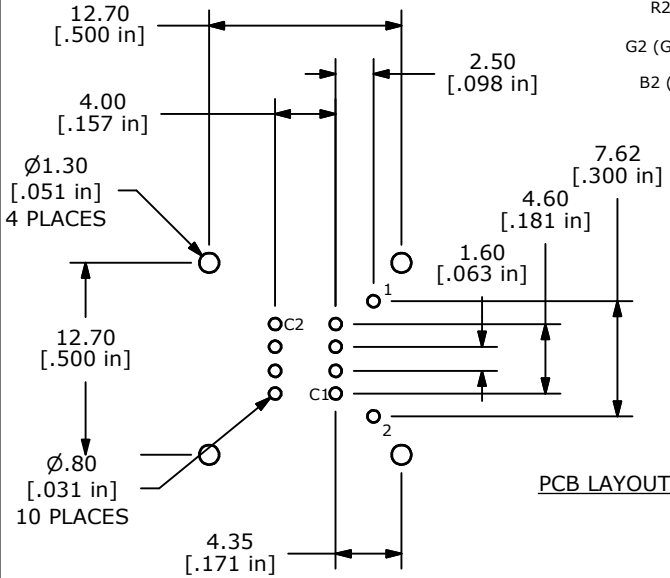 12.70
[.500 in]
R2
G2 (G
B2 (
2.50
[.098 in]
4.00
[.157 in]
Ø1.30
[.051 in]
4 PLACES
7.62
[.300 in]
4.60
[.181 in]
1.60
[.063 in]
1
C2
12.70
[.500 in]
C1
2
Ø.80
[.031 in]
10 PLACES
PCB LAYOUT
4.35
[.171 in]